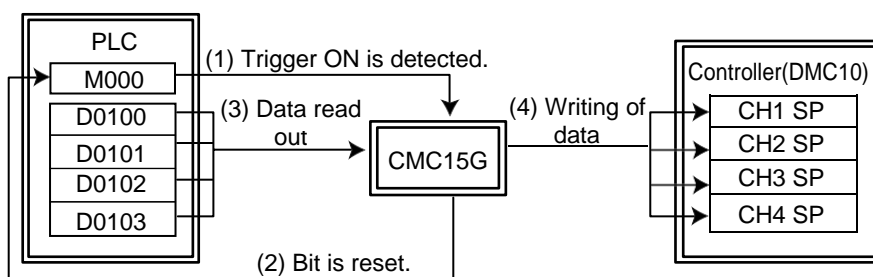 PLC
M000
D0100
D0101
D0102
D0103
(1) Trigger ON is detected.
(3) Data read
out
CMC15G
(2) Bit is reset.
(4) Writing of
data
Controller(DMC10)
CH1 SP
CH2 SP
CH3 SP
CH4 SP